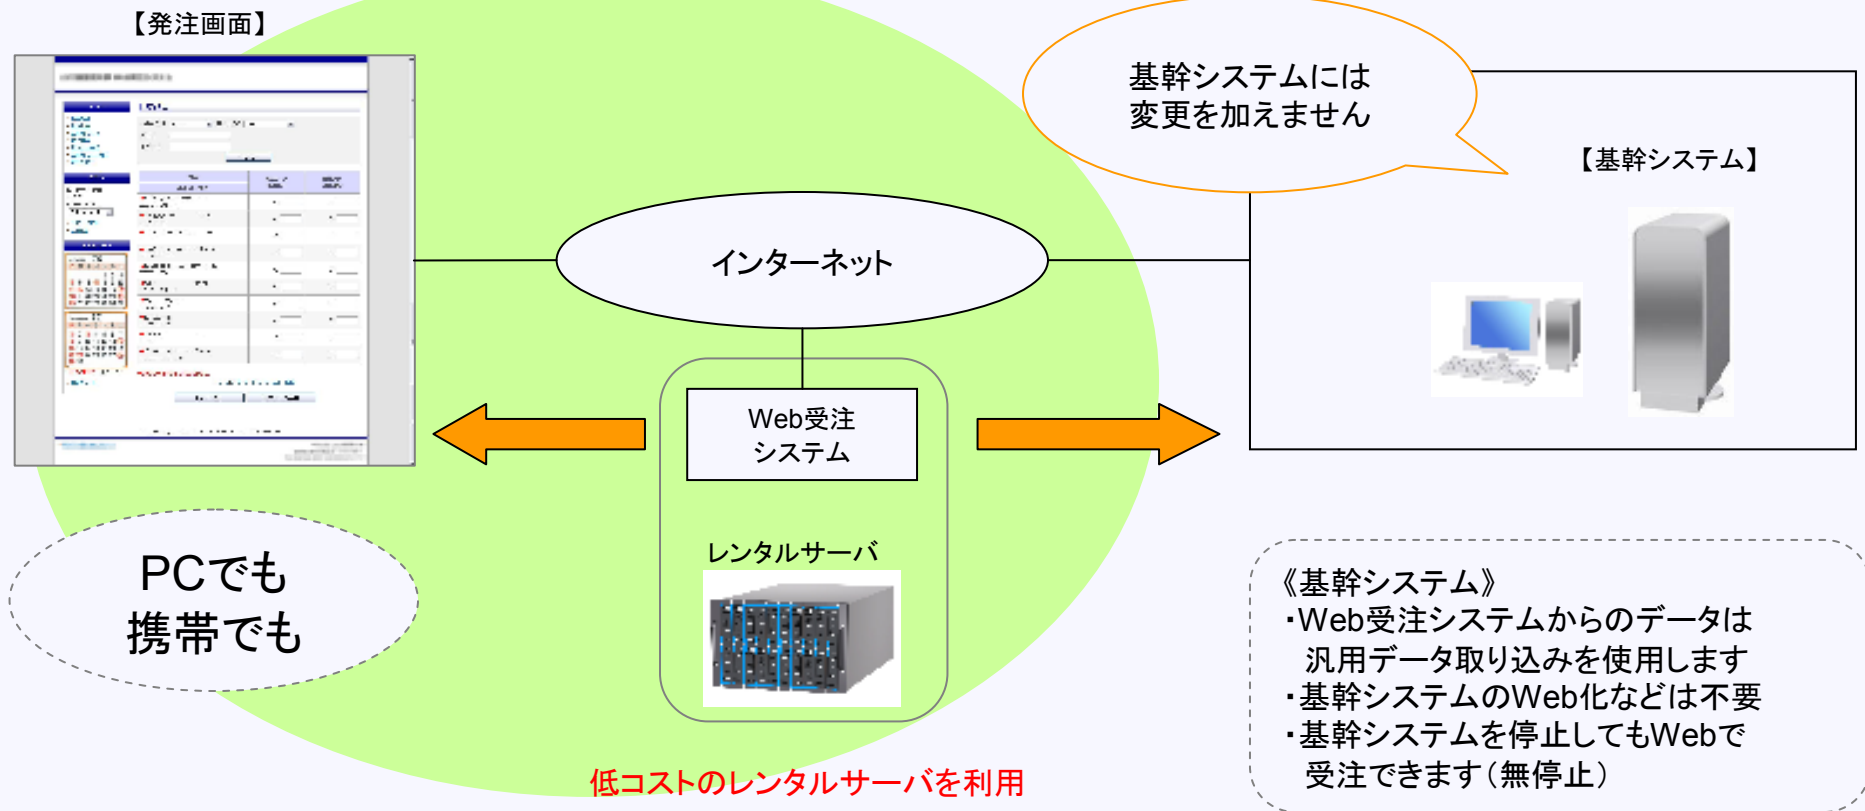 【発注画面】
基幹システムには
変更を加えません
【基幹システム】
インターネット
Web受注
システム
レンタルサーバ
PCでも
携帯でも
低コストのレンタルサーバを利用
《基幹システム》
・Web受注システムからのデータは
汎用データ取り込みを使用します
・基幹システムのWeb化などは不要
・基幹システムを停止してもWebで
受注できます（無停止）